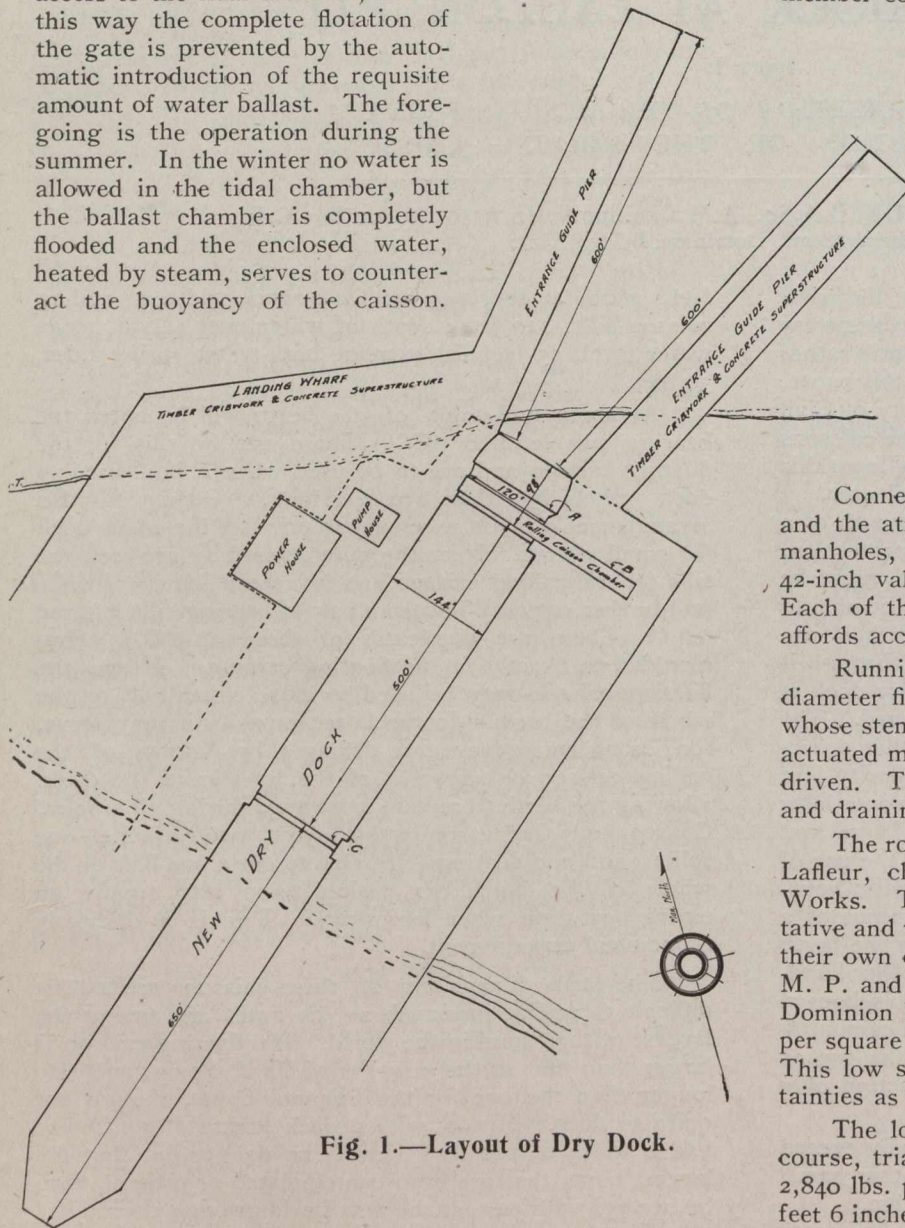 this way the complete flotation of
the gate is prevented by the auto-
matic introduction of the requisite
amount of water ballast. The fore-
going is the operation during the
summer. In the winter no water is
allowed in the tidal chamber, but
the ballast chamber is completely
flooded and the enclosed water,
heated by steam, serves to counter-
act the buoyancy of the caisson.
ENTRANCE GUIDE PIER
600'
600'
ENTRANCE GUIDE PIER
TIMBER CRIBWORK & CONCRETE SUPERSTRUCTURE
LANDING WHARF
TIMBER CRIBWORK & CONCRETE SUPERSTRUCTURE
POWER
HOUSE
PUMP
HOUSE
120'
98'
A
Rolling Caisson Chamber
B
144'
500'
C
NEW DRY DOCK
650'
Fig. 1.—Layout of Dry Dock.
Conne
and the at
manholes,
42-inch val
Each of th
affords acc
Runni
diameter fi
whose sten
actuated m
driven. T
and drainin
The ro
Lafleur, cl
Works. T
tative and
their own
M. P. and
Dominion
per square
This low s
tainties as
The lo
course, tria
2,840 lbs. p
feet 6 inche